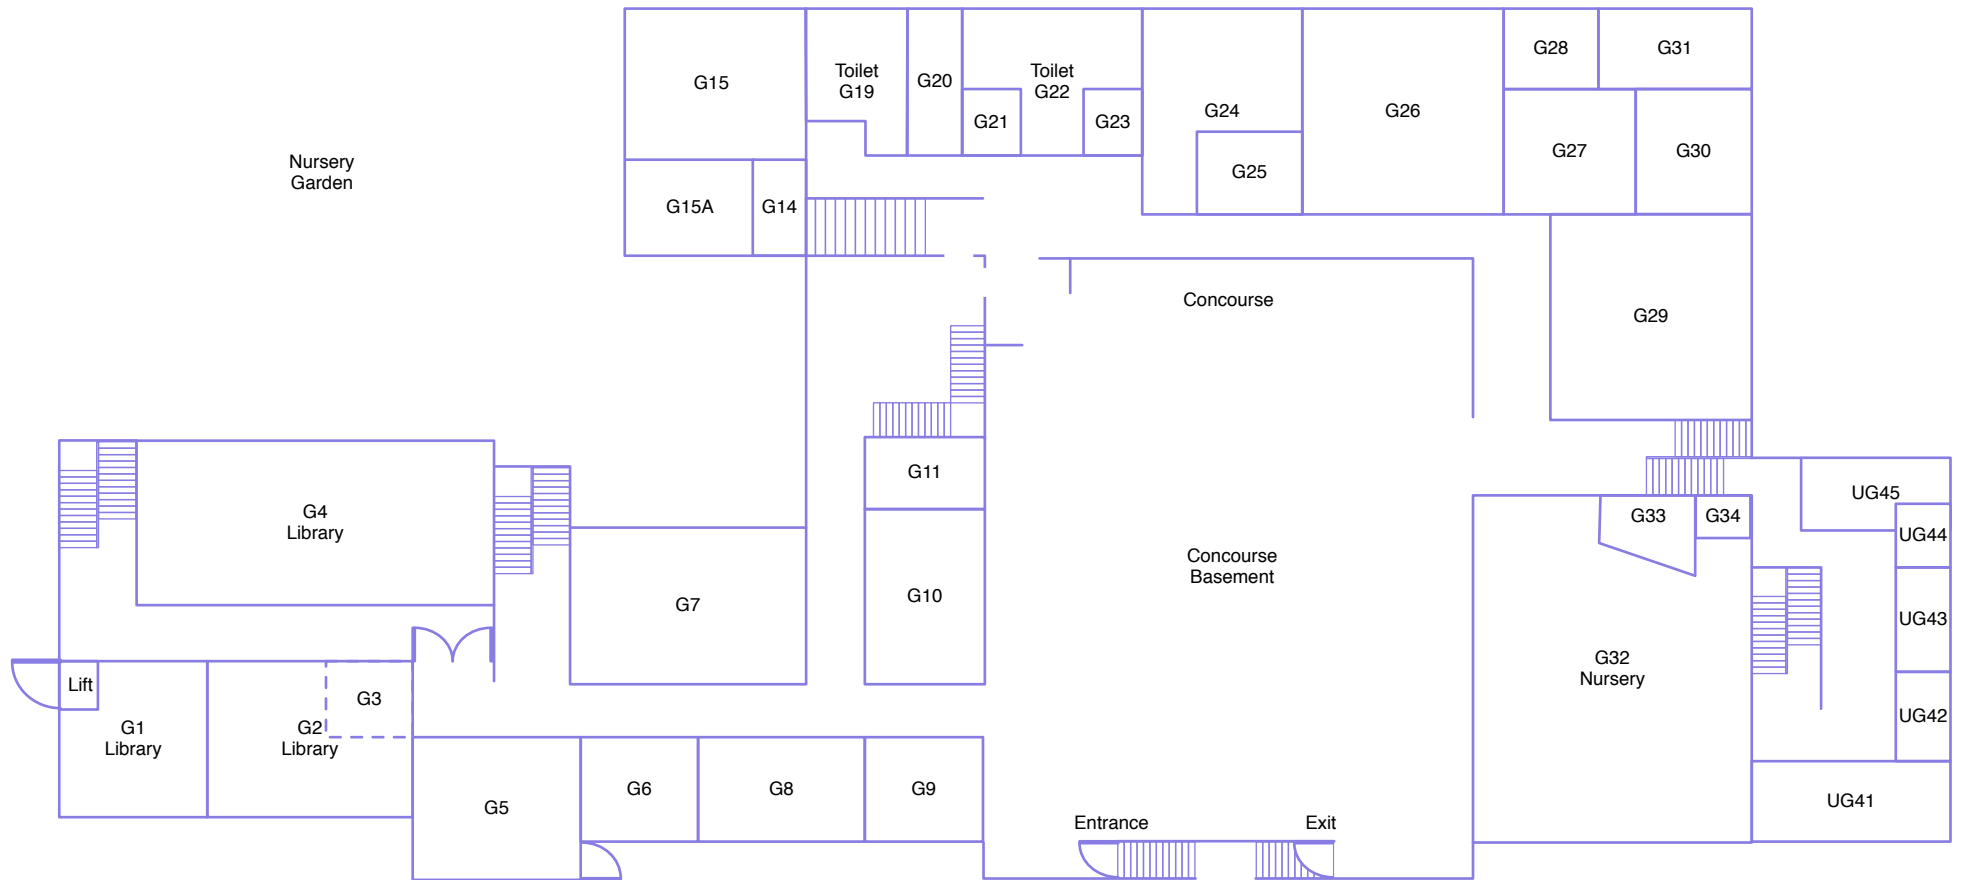 G15
Toilet
G19
G20
Toilet
G22
G21
G23
G24
G25
G26
G28
G31
G27
G30
Nursery
Garden
G15A
G14
Concourse
G29
G11
G4
Library
G10
G7
Concourse
Basement
UG45
G33
G34
UG44
UG43
G32
Nursery
UG42
Lift
G3
G1
Library
G2
Library
G5
G6
G8
G9
Entrance
Exit
UG41